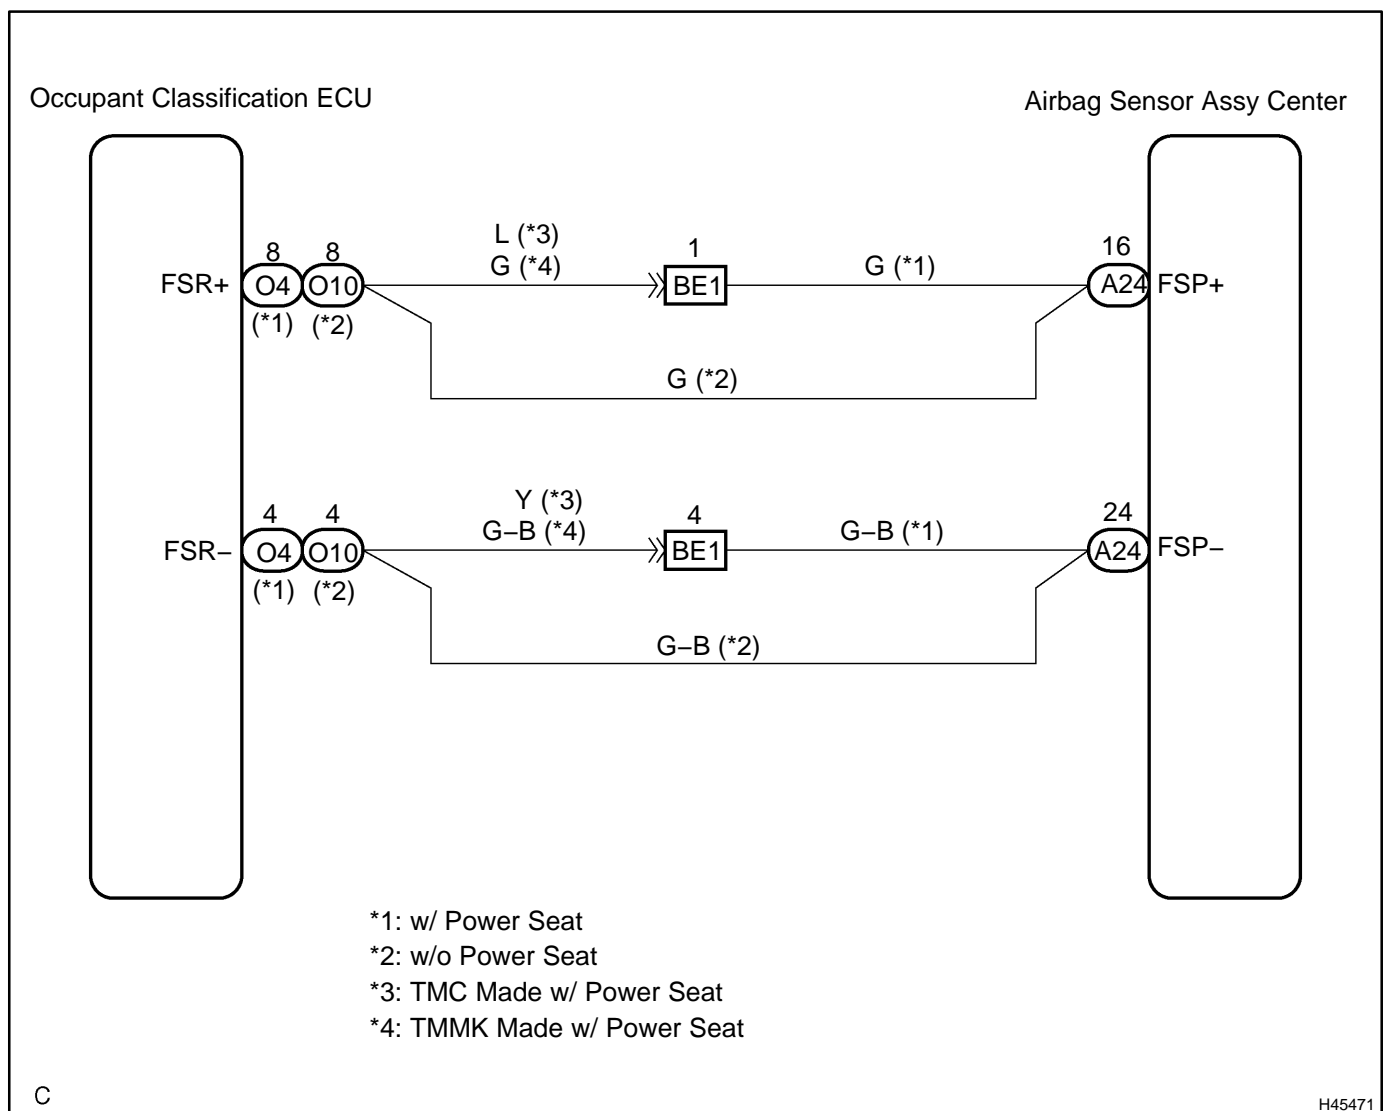 Occupant Classification ECU
Airbag Sensor Assy Center
L (*3)
8 8
G (*4)
1
G (*1)
16
FSR+ O4 O10
BE1
A24 FSP+
(*1) (*2)
G (*2)
Y (*3)
4 4
G−B (*4)
4
G−B (*1)
24
FSR− O4 O10
BE1
A24 FSP−
(*1) (*2)
G−B (*2)
*1: w/ Power Seat
*2: w/o Power Seat
*3: TMC Made w/ Power Seat
*4: TMMK Made w/ Power Seat
C
H45471